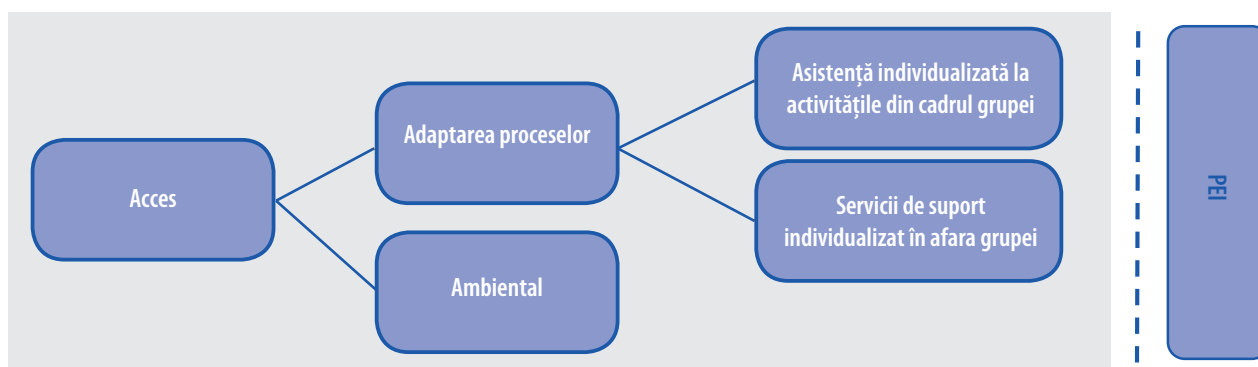 Acces
Adaptarea proceselor
Ambiental
Asistență individualizată la
activitățile din cadrul grupei
Servicii de suport
individualizat în afara grupei
PEI